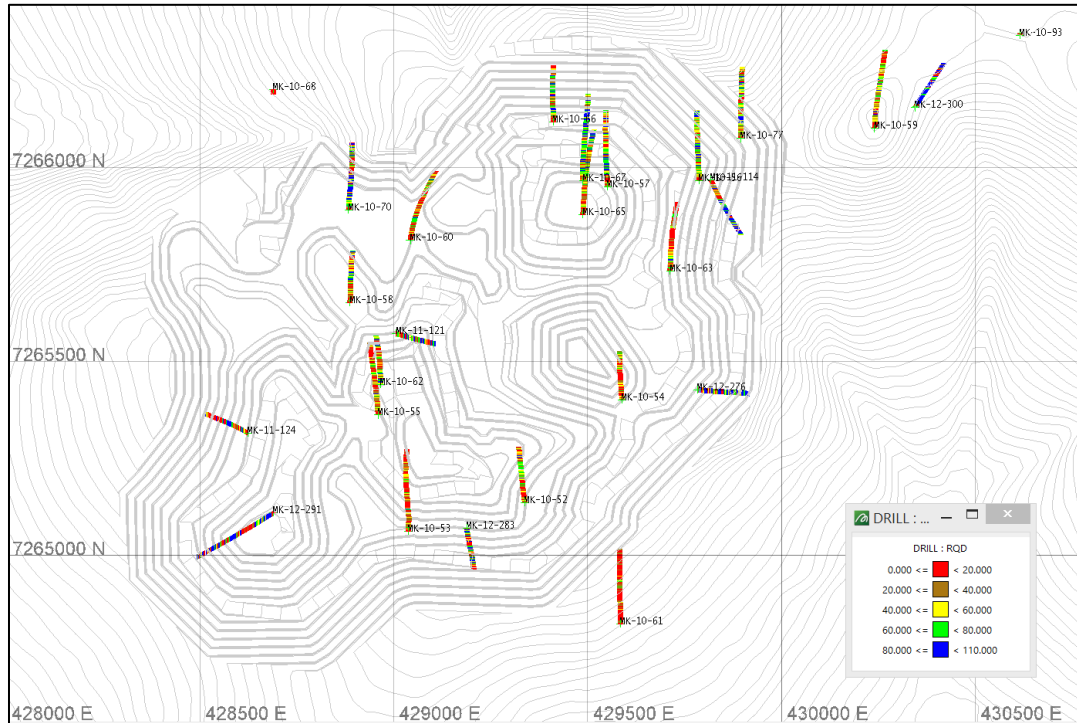 MK-10-93
MK-10-68
MK-12-300
MK-10-66
MK-10-59
MK-10-77
7266000 N
MK-10-67
MK-10-57
114
MK-10-70
MK-10-65
MK-10-60
MK-10-63
MK-10-58
MK-11-121
7265500 N
MK-10-62
MK-12-276
MK-10-54
MK-10-55
MK-11-124
MK-10-52
MK-12-291
MK-10-53
MK-12-283
DRILL : ...
7265000 N
DRILL : RQD
0.000 <= < 20.000
20.000 <= < 40.000
40.000 <= < 60.000
60.000 <= < 80.000
80.000 <= < 110.000
MK-10-61
428000 E
428500 E
429000 E
429500 E
430000 E
430500 E